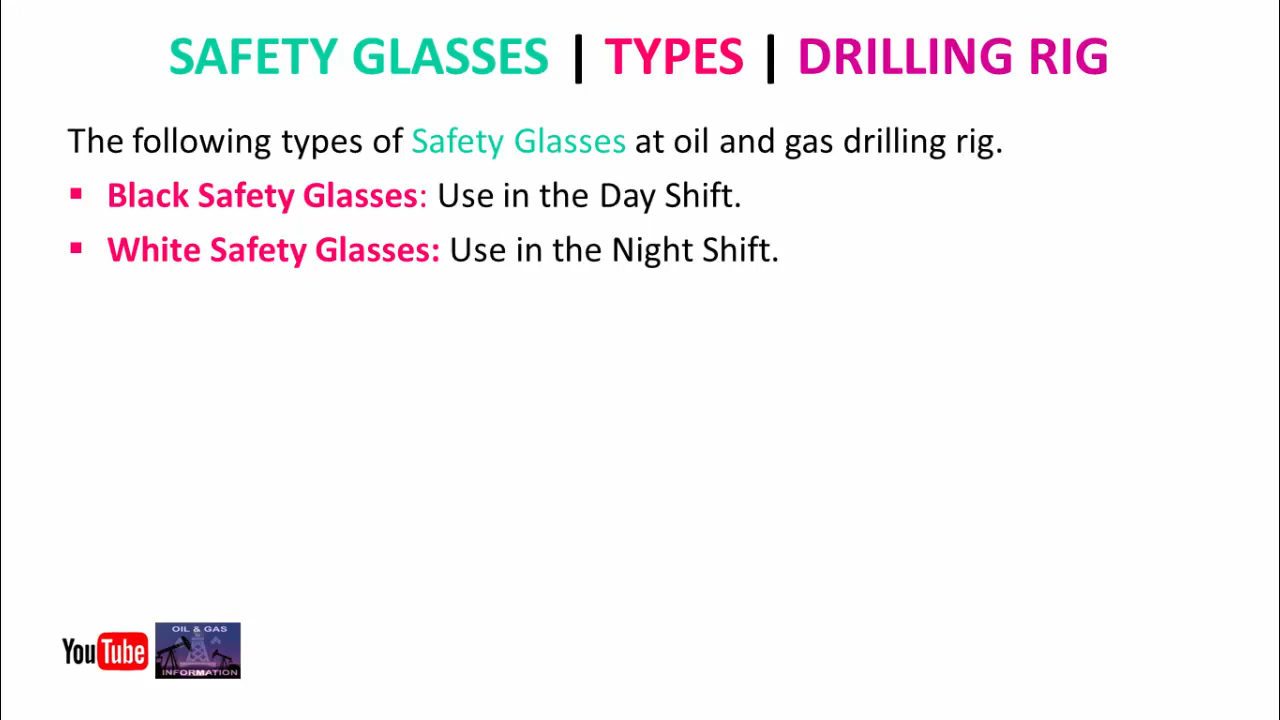 SAFETY GLASSES | TYPES | DRILLING RIG
The following types of Safety Glasses at oil and gas drilling rig.
▪ Black Safety Glasses: Use in the Day Shift.
▪ White Safety Glasses: Use in the Night Shift.
YouTube
OIL & GAS
INFORMATION